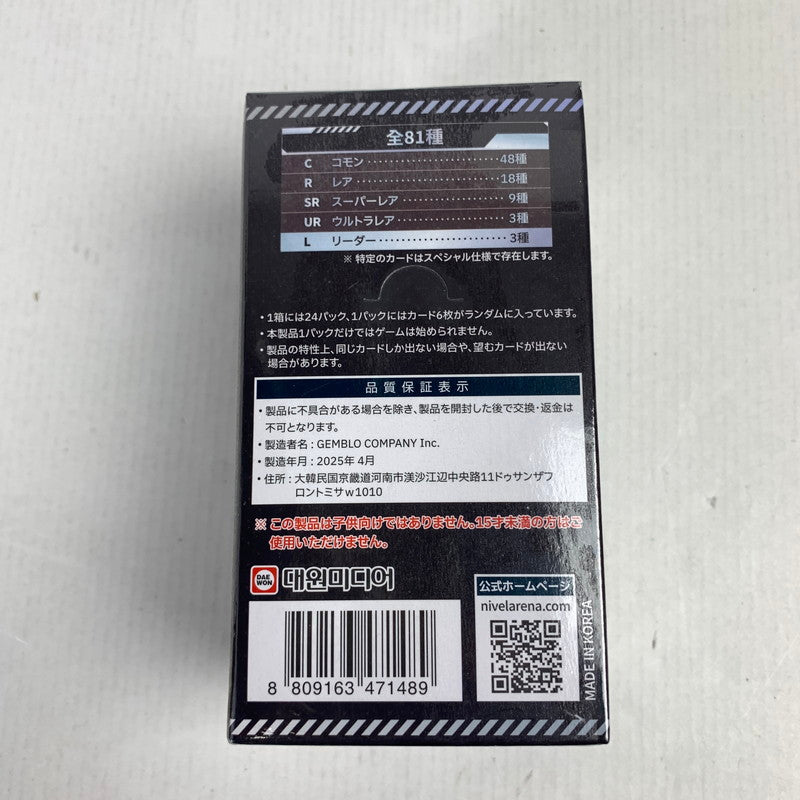 全81種
C コモン ························48種
R レア ··························18種
SR スーパーレア ··················9種
UR ウルトラレア ··················3種
L リーダー ······················3種
※ 特定のカードはスペシャル仕様で存在します。
・1箱には24パック、1パックにはカード6枚がランダムに入っています。
・本製品1パックだけではゲームは始められません。
・製品の特性上、同じカードしか出ない場合や、望むカードが出ない
場合があります。
品質保証表示
・製品に不具合がある場合を除き、製品を開封した後で交換・返金は
不可となります。
・製造者名 : GEMBLO COMPANY Inc.
・製造年月 : 2025年 4月
・住所 : 大韓民国京畿道河南市渼沙江辺中央路11ドゥサンザフ
ロントミサw1010
※ この製品は子供向けではありません。15才未満の方はご
使用いただけません。
DAE WON 대원미디어
公式ホームページ
nivelarena.com
MADE IN KOREA
8 809163 471489